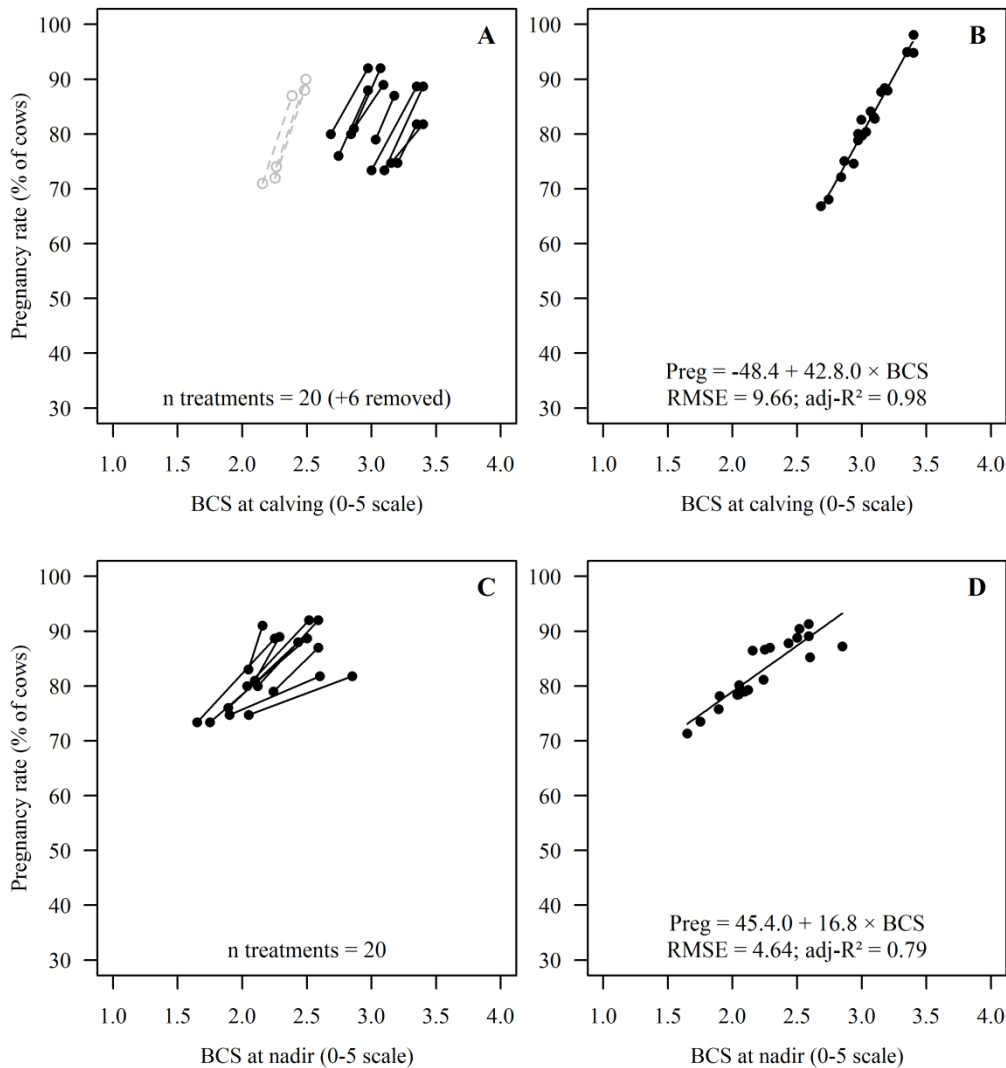 A
100
90
80
70
60
50
40
30
Pregnancy rate (% of cows)
n treatments = 20 (+6 removed)
1.0 1.5 2.0 2.5 3.0 3.5 4.0
BCS at calving (0-5 scale)
B
100
90
80
70
60
50
40
30
Preg = -48.4 + 42.8.0 × BCS
RMSE = 9.66; adj-R² = 0.98
1.0 1.5 2.0 2.5 3.0 3.5 4.0
BCS at calving (0-5 scale)
C
100
90
80
70
60
50
40
30
Pregnancy rate (% of cows)
n treatments = 20
1.0 1.5 2.0 2.5 3.0 3.5 4.0
BCS at nadir (0-5 scale)
D
100
90
80
70
60
50
40
30
Preg = 45.4.0 + 16.8 × BCS
RMSE = 4.64; adj-R² = 0.79
1.0 1.5 2.0 2.5 3.0 3.5 4.0
BCS at nadir (0-5 scale)